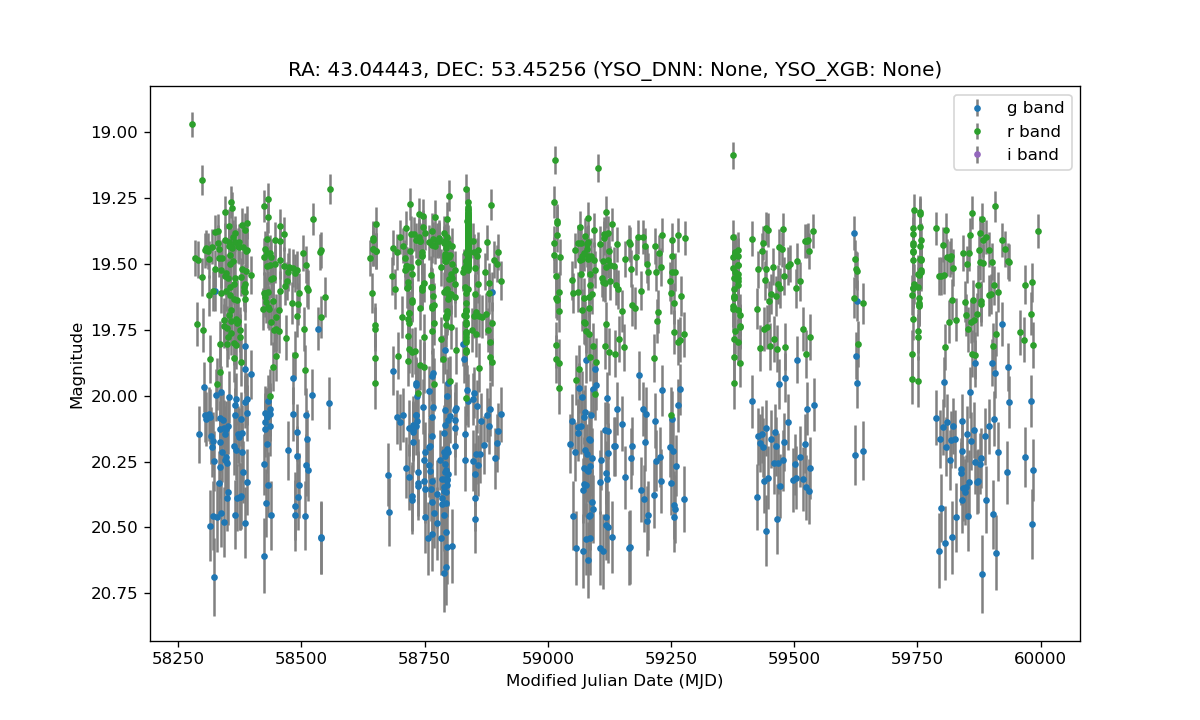 RA: 43.04443, DEC: 53.45256 (YSO_DNN: None, YSO_XGB: None)
g band
r band
i band
19.00
19.25
19.50
19.75
20.00
20.25
20.50
20.75
Magnitude
58250 58500 58750 59000 59250 59500 59750 60000
Modified Julian Date (MJD)